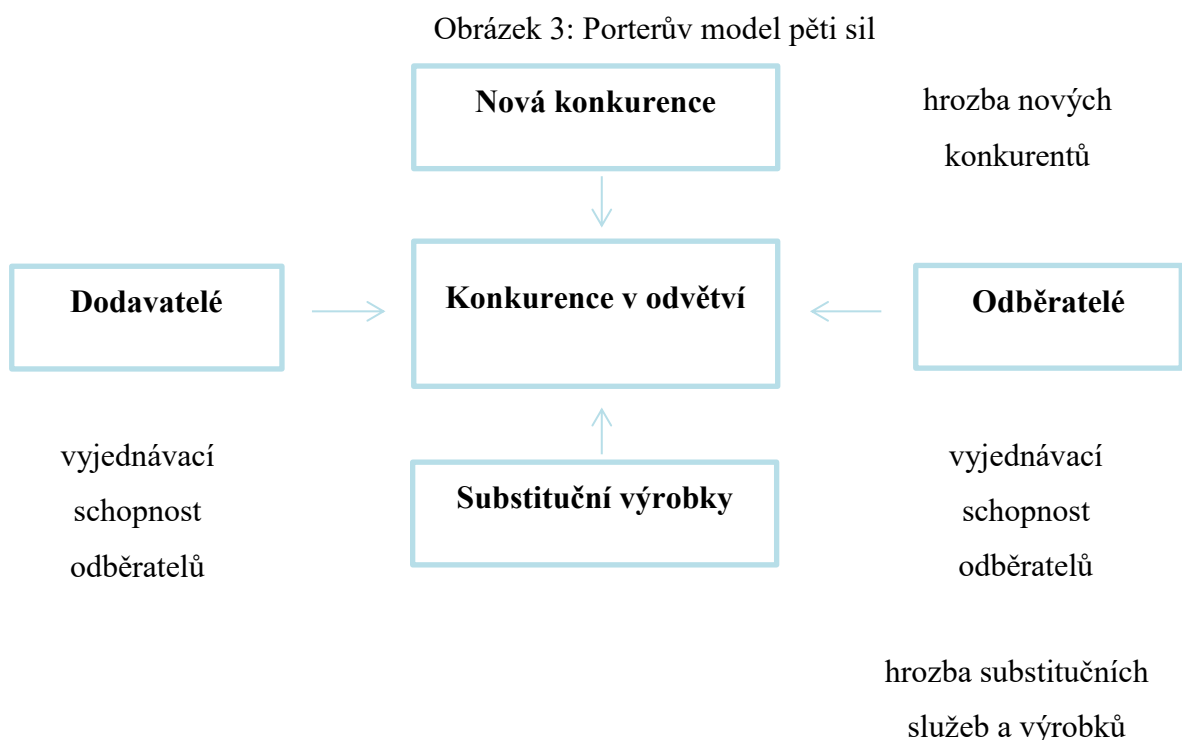 Obrázek 3: Porterův model pěti sil
Nová konkurence
hrozba nových
konkurentů
Dodavatelé
Konkurence v odvětví
Odběratelé
vyjednávací
schopnost
odběratelů
Substituční výrobky
vyjednávací
schopnost
odběratelů
hrozba substitučních
služeb a výrobků